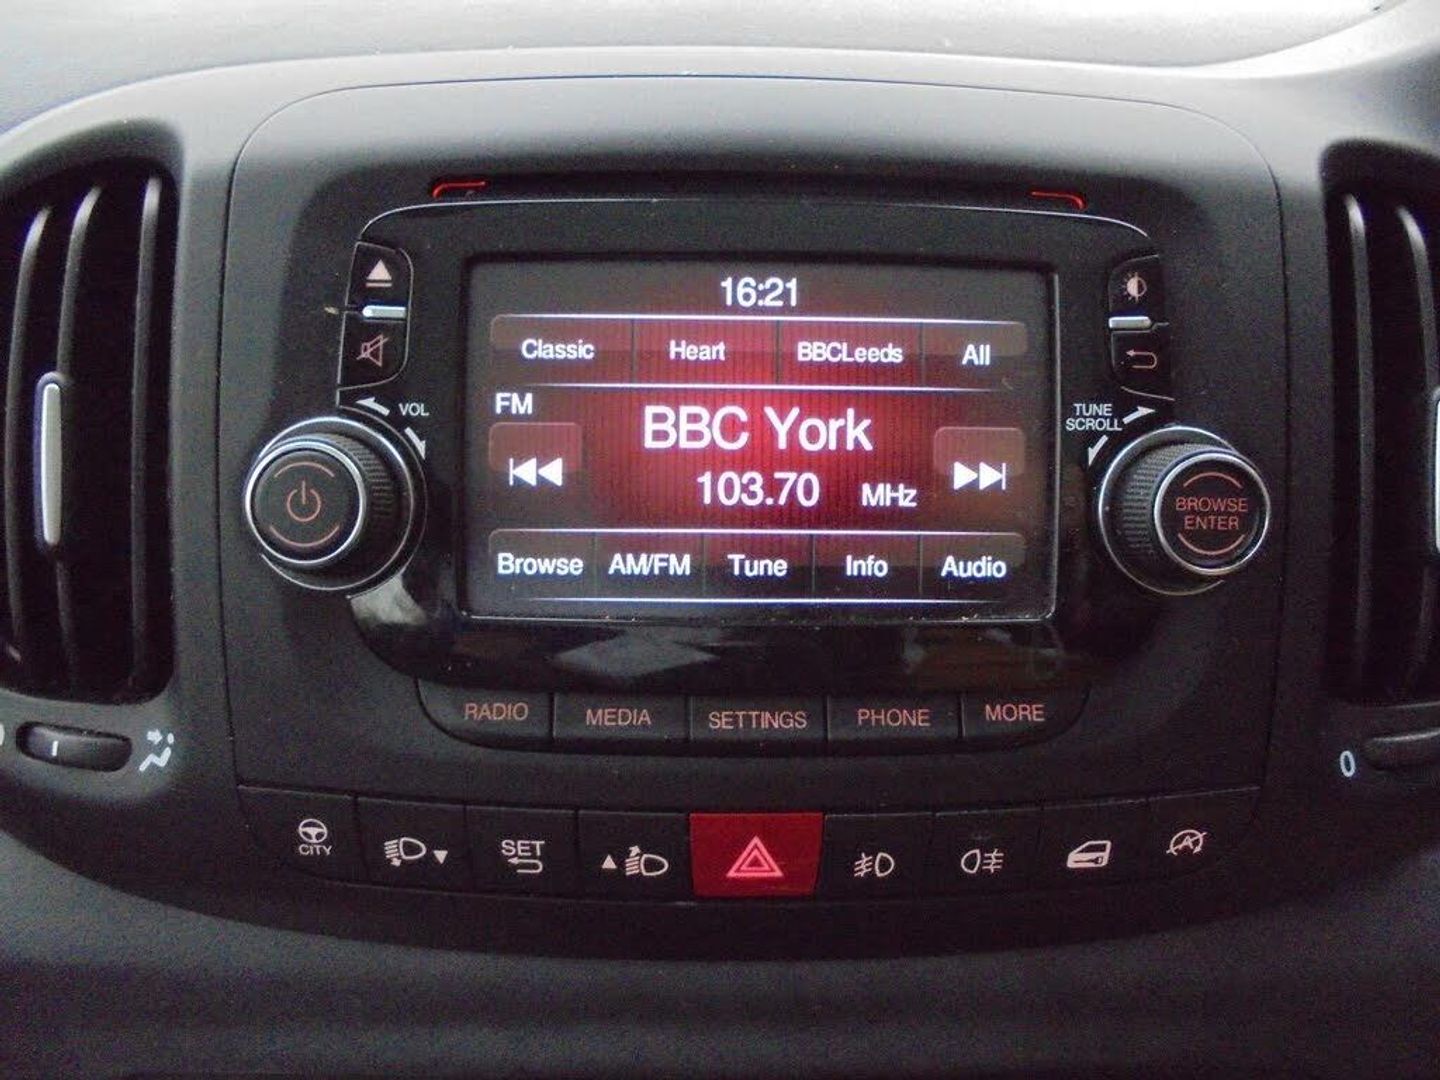 16:21
Classic Heart BBCLeeds All
VOL
FM
BBC York
TUNE
SCROLL
103.70 MHz
BROWSE
ENTER
Browse AM/FM Tune Info Audio
RADIO MEDIA SETTINGS PHONE MORE
0
CITY
SET